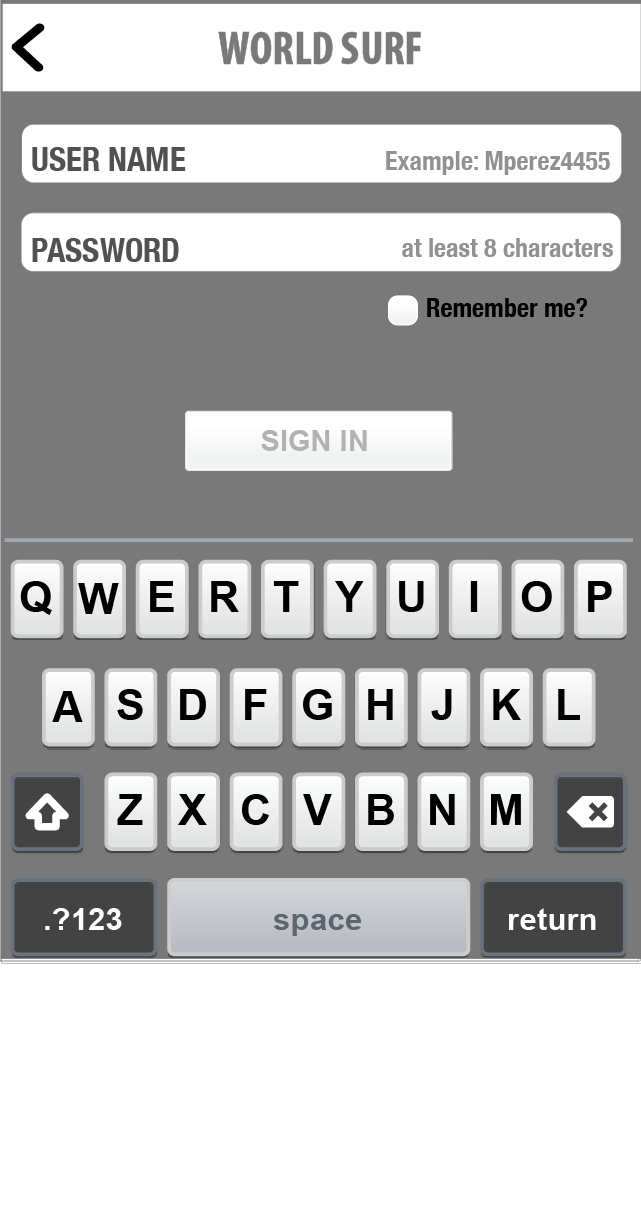 WORLD SURF
USER NAME Example: Mperez4455
PASSWORD at least 8 characters
Remember me?
SIGN IN
Q W E R T Y U I O P
A S D F G H J K L
Z X C V B N M
.?123 space return